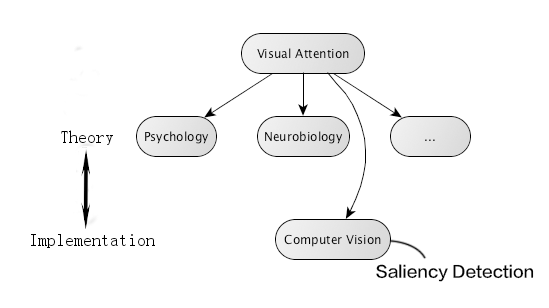 Visual Attention
Theory
Psychology
Neurobiology
...
Implementation
Computer Vision
Saliency Detection